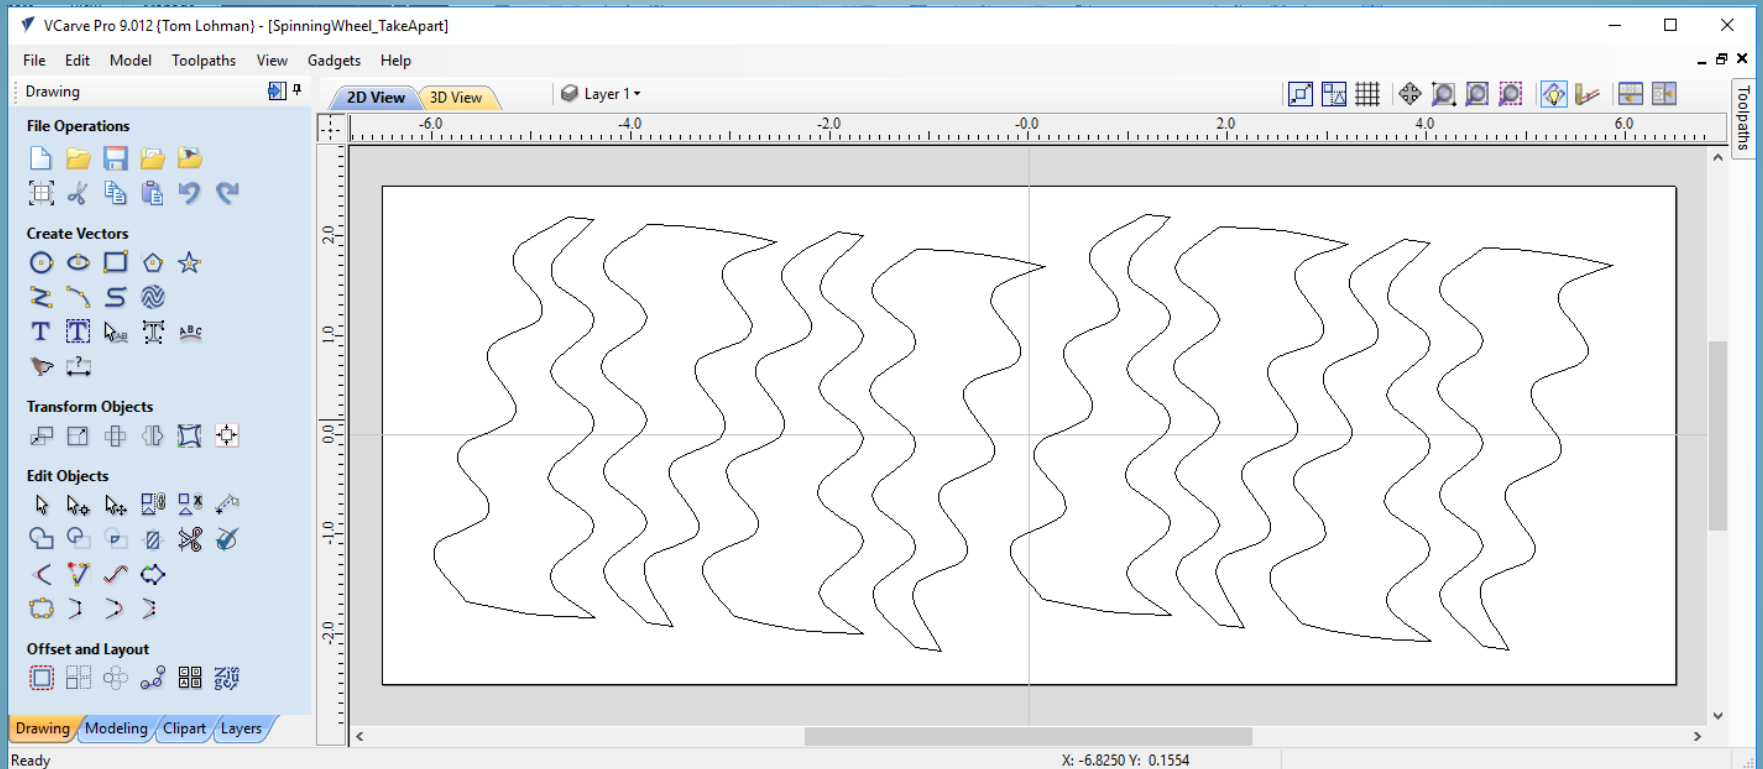 VCarve Pro 9.012 {Tom Lohman} - [SpinningWheel_TakeApart]
File Edit Model Toolpaths View Gadgets Help
Drawing
2D View 3D View Layer 1
File Operations
-6.0 -4.0 -2.0 -0.0 2.0 4.0 6.0
Toolpaths
Create Vectors
2.0
1.0
0.0
-1.0
-2.0
T T AB T ABC
Transform Objects
Edit Objects
Offset and Layout
Drawing Modeling Clipart Layers
Ready X: -6.8250 Y: 0.1554